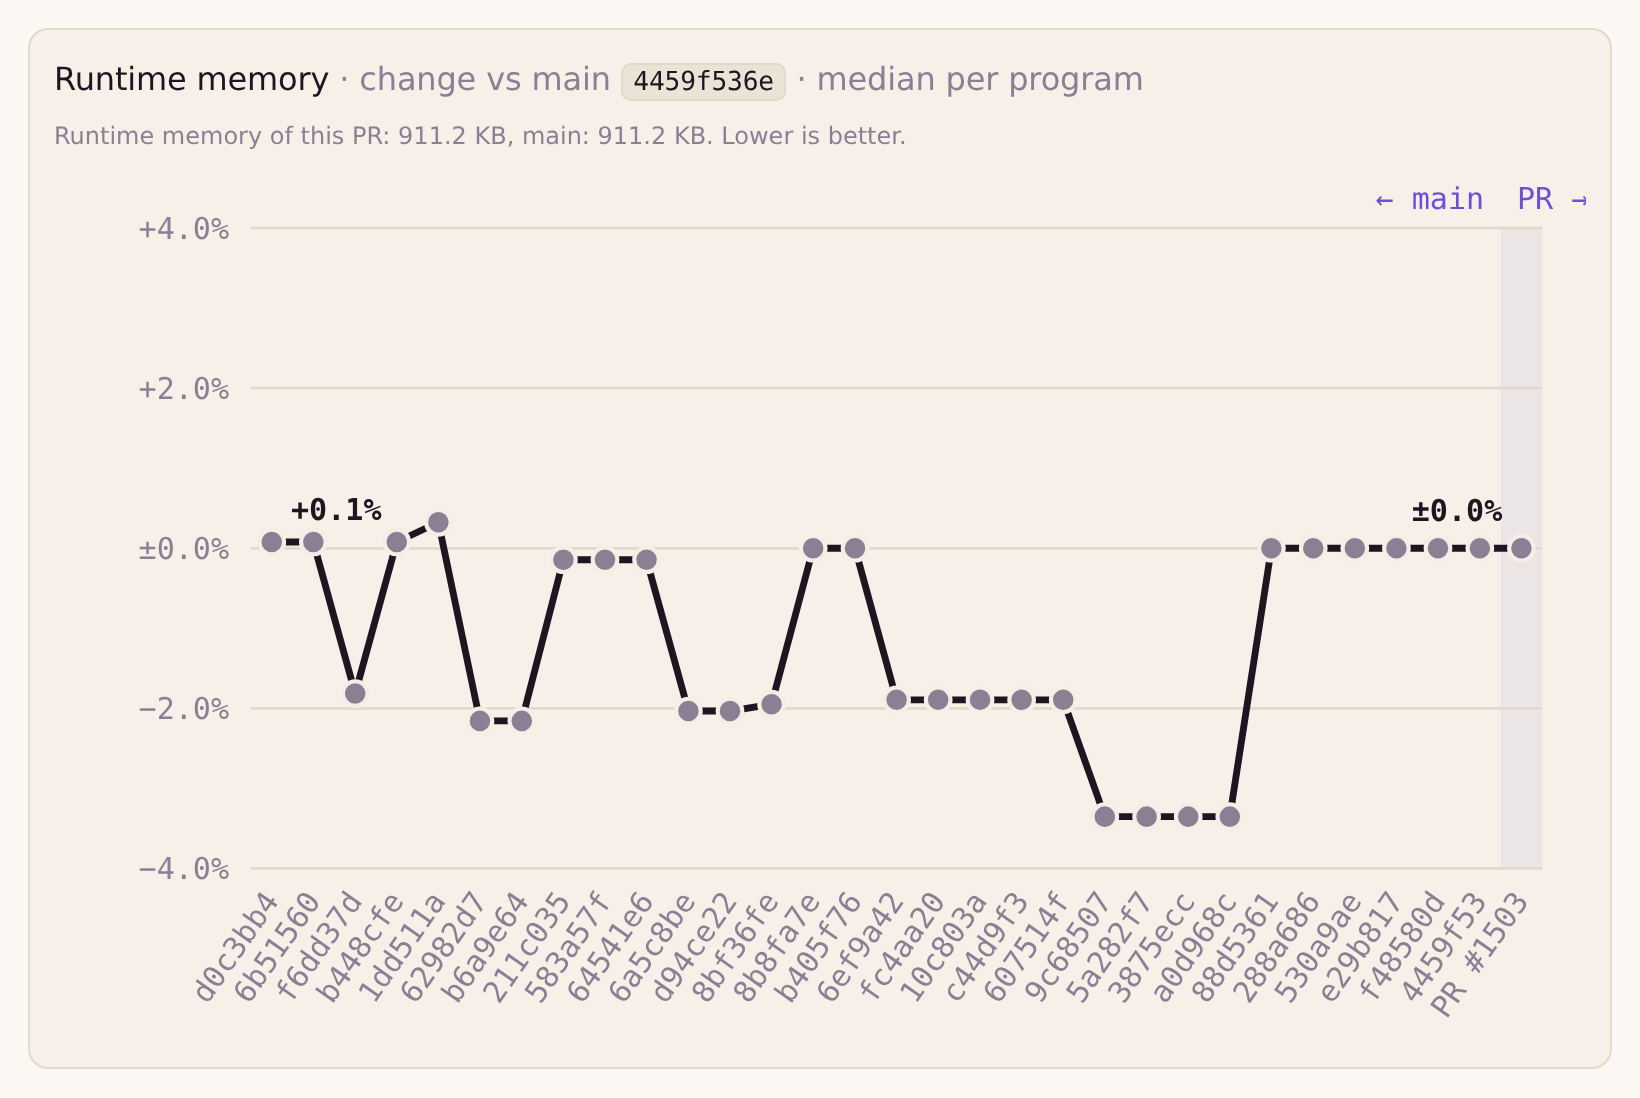 Runtime memory · change vs main 4459f536e · median per program
Runtime memory of this PR: 911.2 KB, main: 911.2 KB. Lower is better.
← main PR →
+4.0%
+2.0%
+0.1%
±0.0%
±0.0%
−2.0%
−4.0%
d0c3bb4
6b51560
f6dd37d
b448cfe
1dd511a
62982d7
b6a9e64
211c035
583a57f
64541e6
6a5c8be
d94ce22
8bf36fe
8b8fa7e
b405f76
6ef9a42
fc4aa20
10c803a
c44d9f3
607514f
9c68507
5a282f7
3875ecc
a0d968c
88d5361
288a686
530a9ae
e29b817
f48580d
4459f53
PR #1503